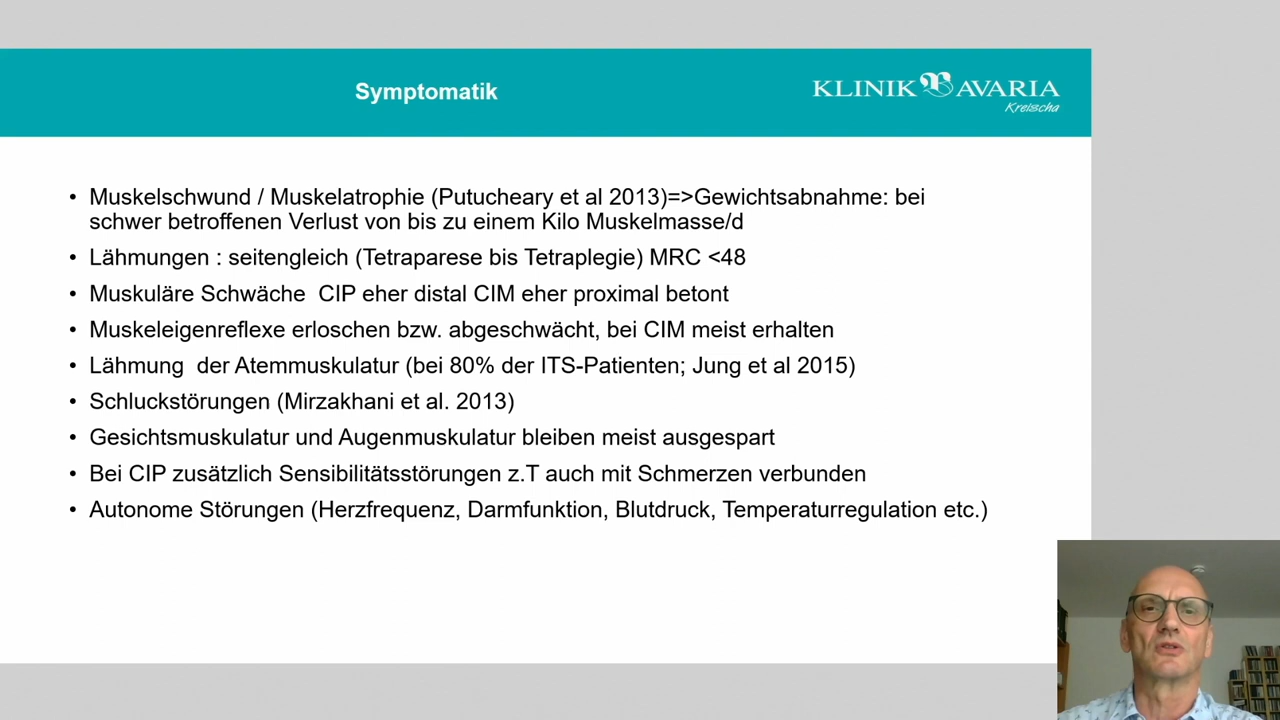 Symptomatik
KLINIK BAVARIA
Kreischa
• Muskelschwund / Muskelatrophie (Putucheary et al 2013)=>Gewichtsabnahme: bei
schwer betroffenen Verlust von bis zu einem Kilo Muskelmasse/d
• Lähmungen : seitengleich (Tetraparese bis Tetraplegie) MRC <48
• Muskuläre Schwäche  CIP eher distal CIM eher proximal betont
• Muskeleigenreflexe erloschen bzw. abgeschwächt, bei CIM meist erhalten
• Lähmung  der Atemmuskulatur (bei 80% der ITS-Patienten; Jung et al 2015)
• Schluckstörungen (Mirzakhani et al. 2013)
• Gesichtsmuskulatur und Augenmuskulatur bleiben meist ausgespart
• Bei CIP zusätzlich Sensibilitätsstörungen z.T auch mit Schmerzen verbunden
• Autonome Störungen (Herzfrequenz, Darmfunktion, Blutdruck, Temperaturregulation etc.)